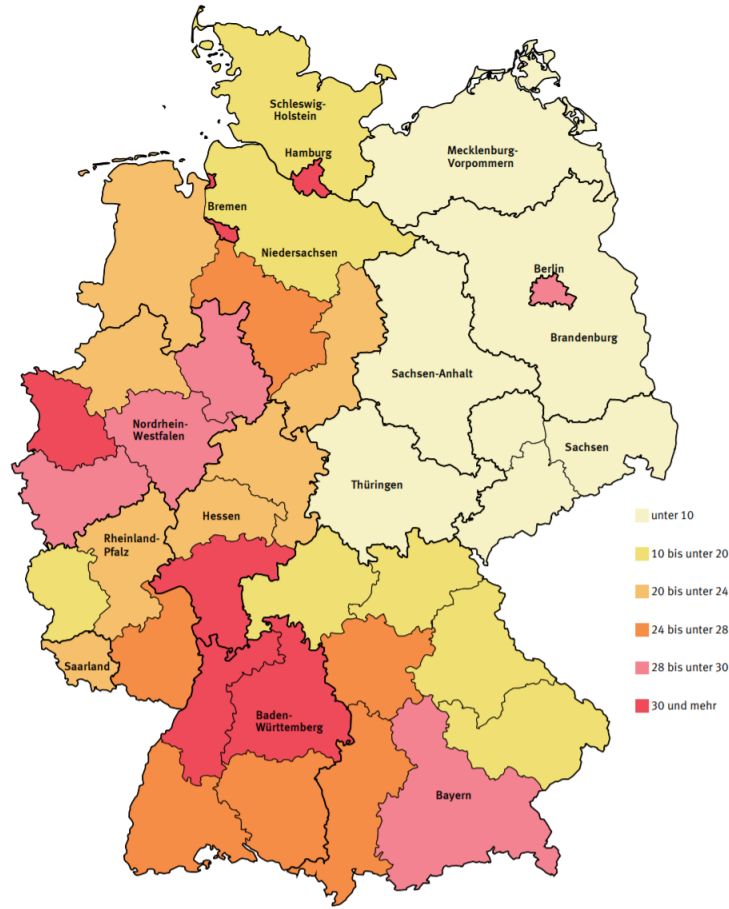 Schleswig-
Holstein
Hamburg
Mecklenburg-
Vorpommern
Bremen
Niedersachsen
Berlin
Brandenburg
Sachsen-Anhalt
Nordrhein-
Westfalen
Sachsen
Thüringen
Hessen
Rheinland-
Pfalz
Saarland
Baden-
Württemberg
Bayern
unter 10
10 bis unter 20
20 bis unter 24
24 bis unter 28
28 bis unter 30
30 und mehr